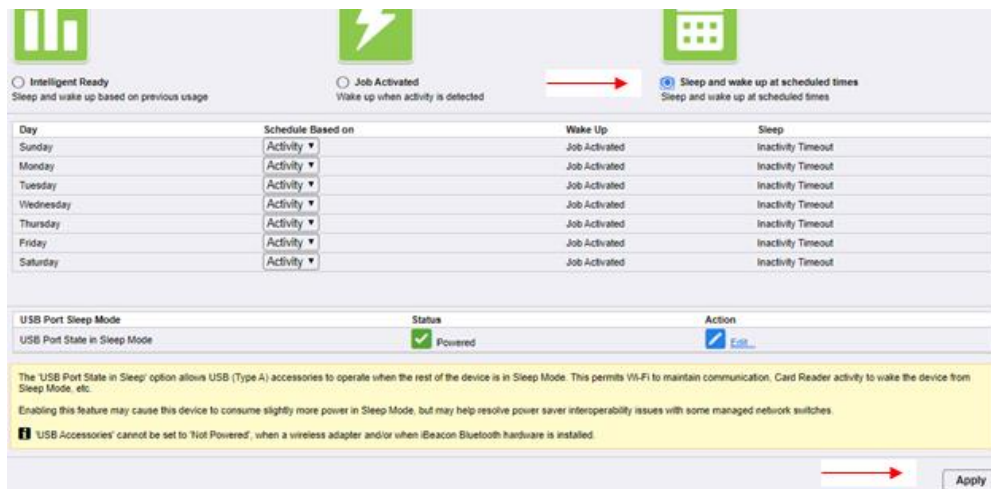 Intelligent Ready
Job Activated
Sleep and wake up at scheduled times
Sleep and wake up based on previous usage
Wake up when activity is detected
Sleep and wake up at scheduled times
Day Schedule Based on Wake Up Sleep
Sunday Activity Job Activated Inactivity Timeout
Monday Activity Job Activated Inactivity Timeout
Tuesday Activity Job Activated Inactivity Timeout
Wednesday Activity Job Activated Inactivity Timeout
Thursday Activity Job Activated Inactivity Timeout
Friday Activity Job Activated Inactivity Timeout
Saturday Activity Job Activated Inactivity Timeout
USB Port Sleep Mode Status Action
USB Port State in Sleep Mode Powered Edit...
The 'USB Port State in Sleep' option allows USB (Type A) accessories to operate when the rest of the device is in Sleep Mode. This permits Wi-Fi to maintain communication, Card Reader activity to wake the device from
Sleep Mode, etc.
Enabling this feature may cause this device to consume slightly more power in Sleep Mode, but may help resolve power saver interoperability issues with some managed network switches.
'USB Accessories' cannot be set to 'Not Powered', when a wireless adapter and/or when iBeacon Bluetooth hardware is installed.
Apply